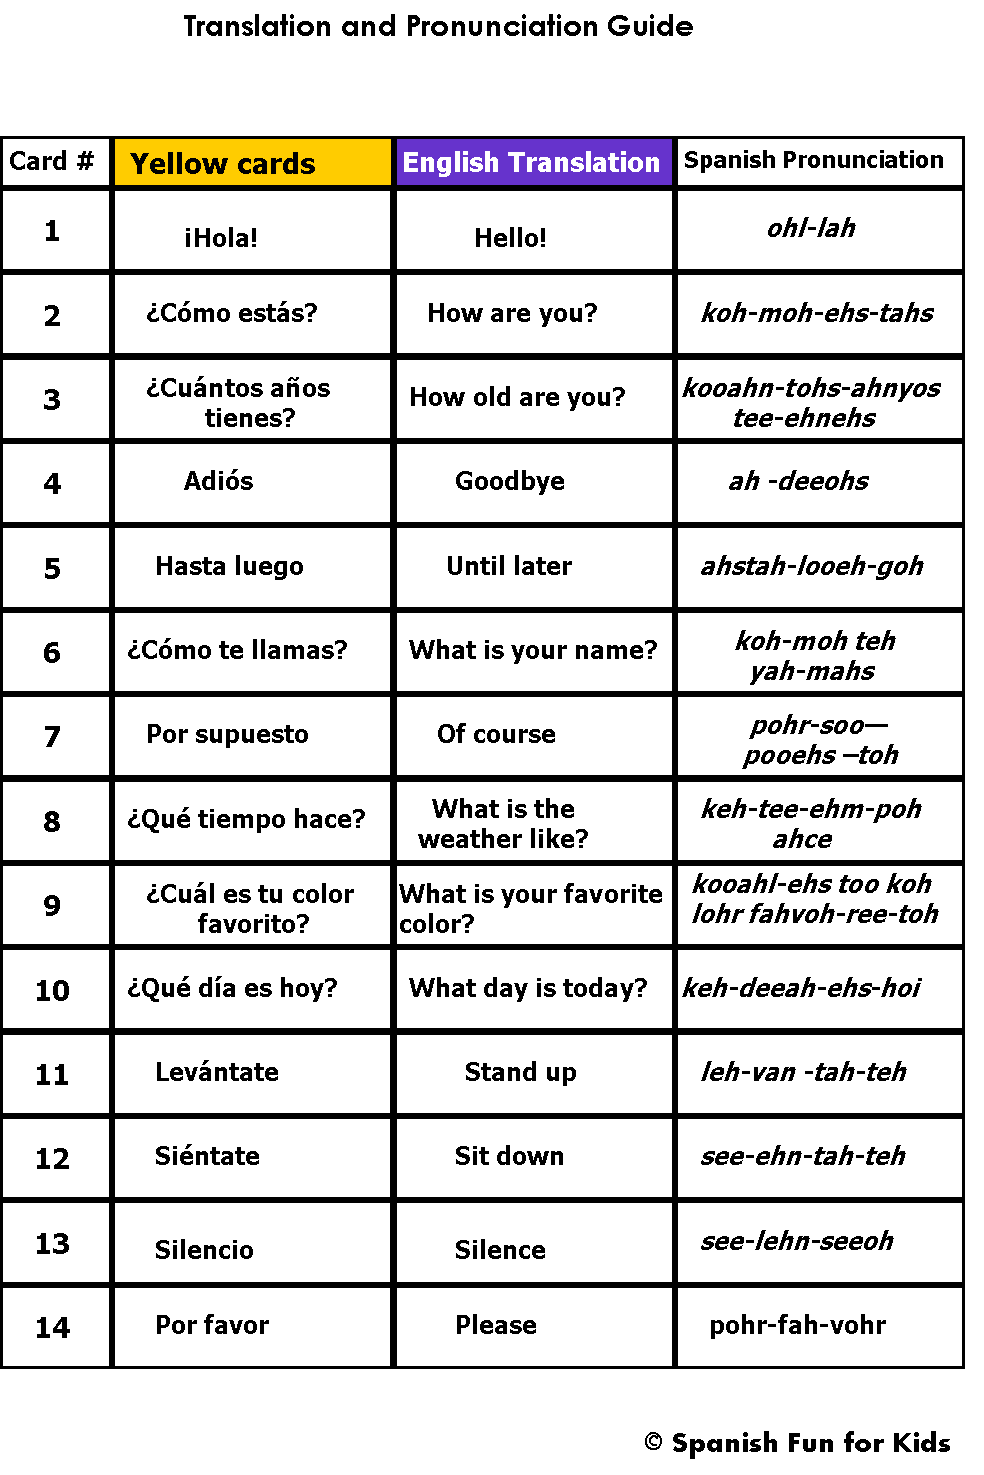 Translation and Pronunciation Guide
Card # Yellow cards English Translation Spanish Pronunciation
1 ¡Hola! Hello! ohl-lah
2 ¿Cómo estás? How are you? koh-moh-ehs-tahs
3 ¿Cuántos años tienes? How old are you? kooahn-tohs-ahnyos tee-ehnehs
4 Adiós Goodbye ah -deeohs
5 Hasta luego Until later ahstah-looeh-goh
6 ¿Cómo te llamas? What is your name? koh-moh teh yah-mahs
7 Por supuesto Of course pohr-soo— pooehs –toh
8 ¿Qué tiempo hace? What is the weather like? keh-tee-ehm-poh ahce
9 ¿Cuál es tu color favorito? What is your favorite color? kooahl-ehs too koh lohr fahvoh-ree-toh
10 ¿Qué día es hoy? What day is today? keh-deeah-ehs-hoi
11 Levántate Stand up leh-van -tah-teh
12 Siéntate Sit down see-ehn-tah-teh
13 Silencio Silence see-lehn-seeoh
14 Por favor Please pohr-fah-vohr
© Spanish Fun for Kids